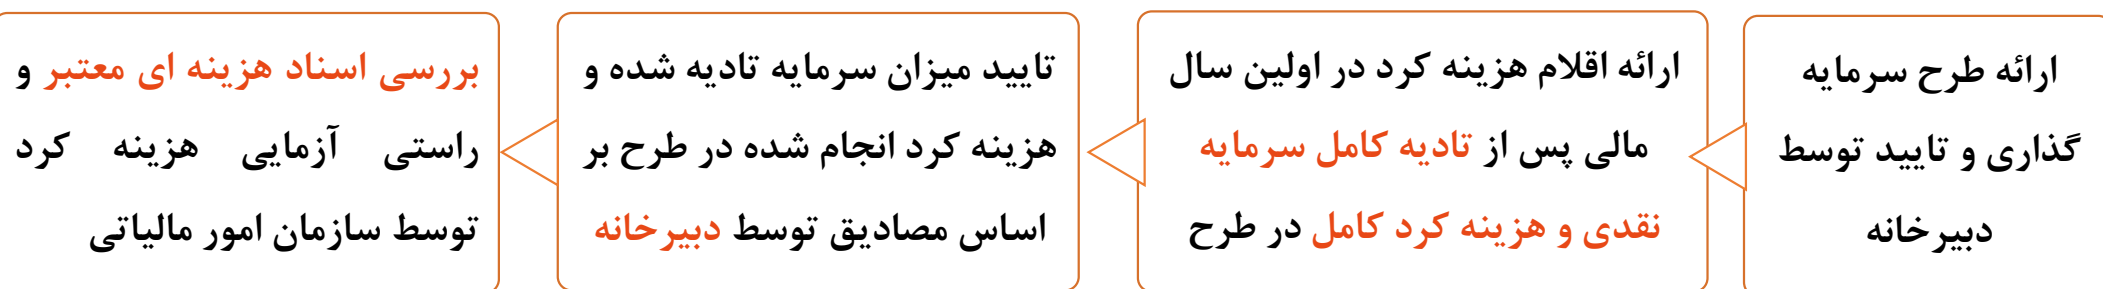 ارائه طرح سرمایه
گذاری و تایید توسط
دبیرخانه
ارائه اقلام هزینه کرد در اولین سال
مالی پس از تادیه کامل سرمایه
نقدی و هزینه کرد کامل در طرح
تایید میزان سرمایه تادیه شده و
هزینه کرد انجام شده در طرح بر
اساس مصادیق توسط دبیرخانه
بررسی اسناد هزینه ای معتبر و
راستی آزمایی هزینه کرد
توسط سازمان امور مالیاتی